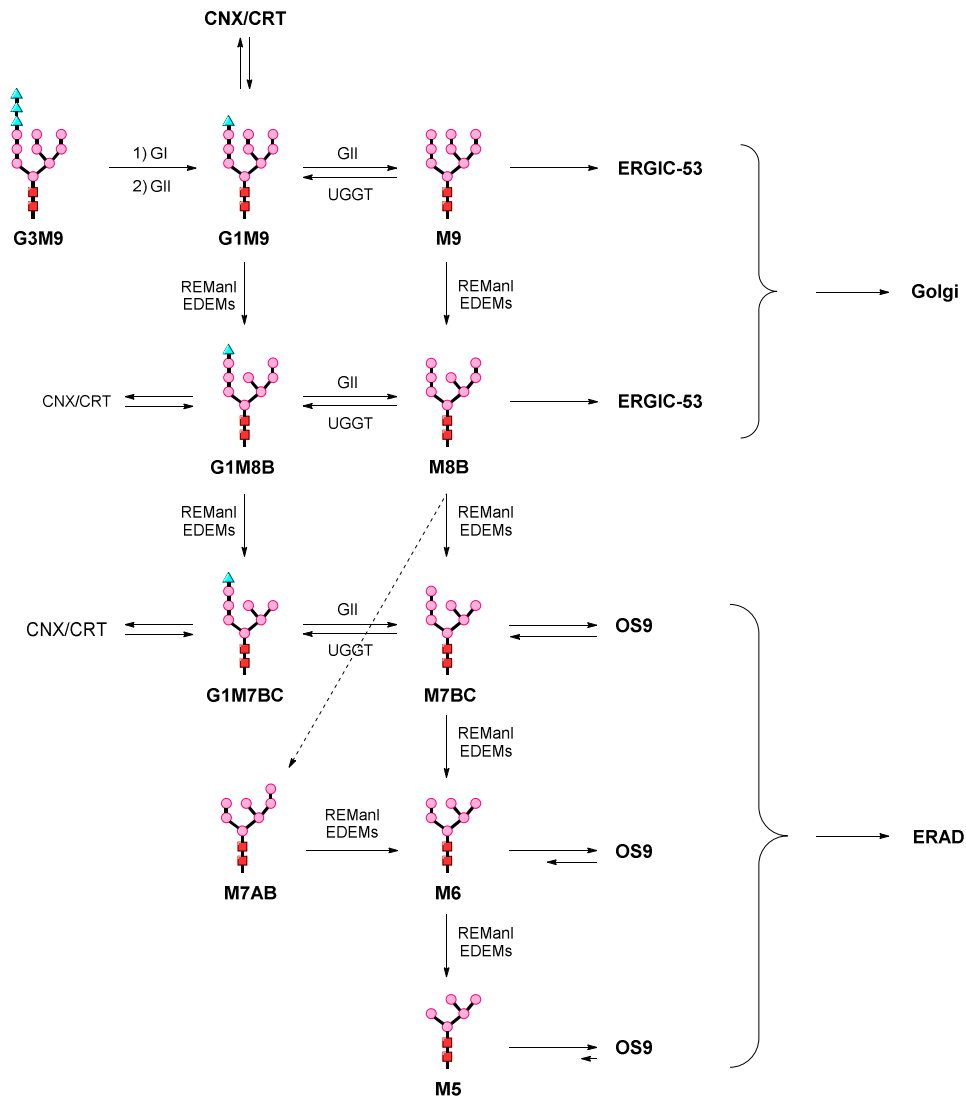 CNX/CRT
1) GI
2) GII
GII
UGGT
ERGIC-53
G3M9
G1M9
M9
REManI
EDEMs
REManI
EDEMs
Golgi
CNX/CRT
GII
UGGT
ERGIC-53
G1M8B
M8B
REManI
EDEMs
REManI
EDEMs
CNX/CRT
GII
UGGT
OS9
G1M7BC
M7BC
REManI
EDEMs
REManI
EDEMs
OS9
ERAD
M7AB
M6
REManI
EDEMs
OS9
M5